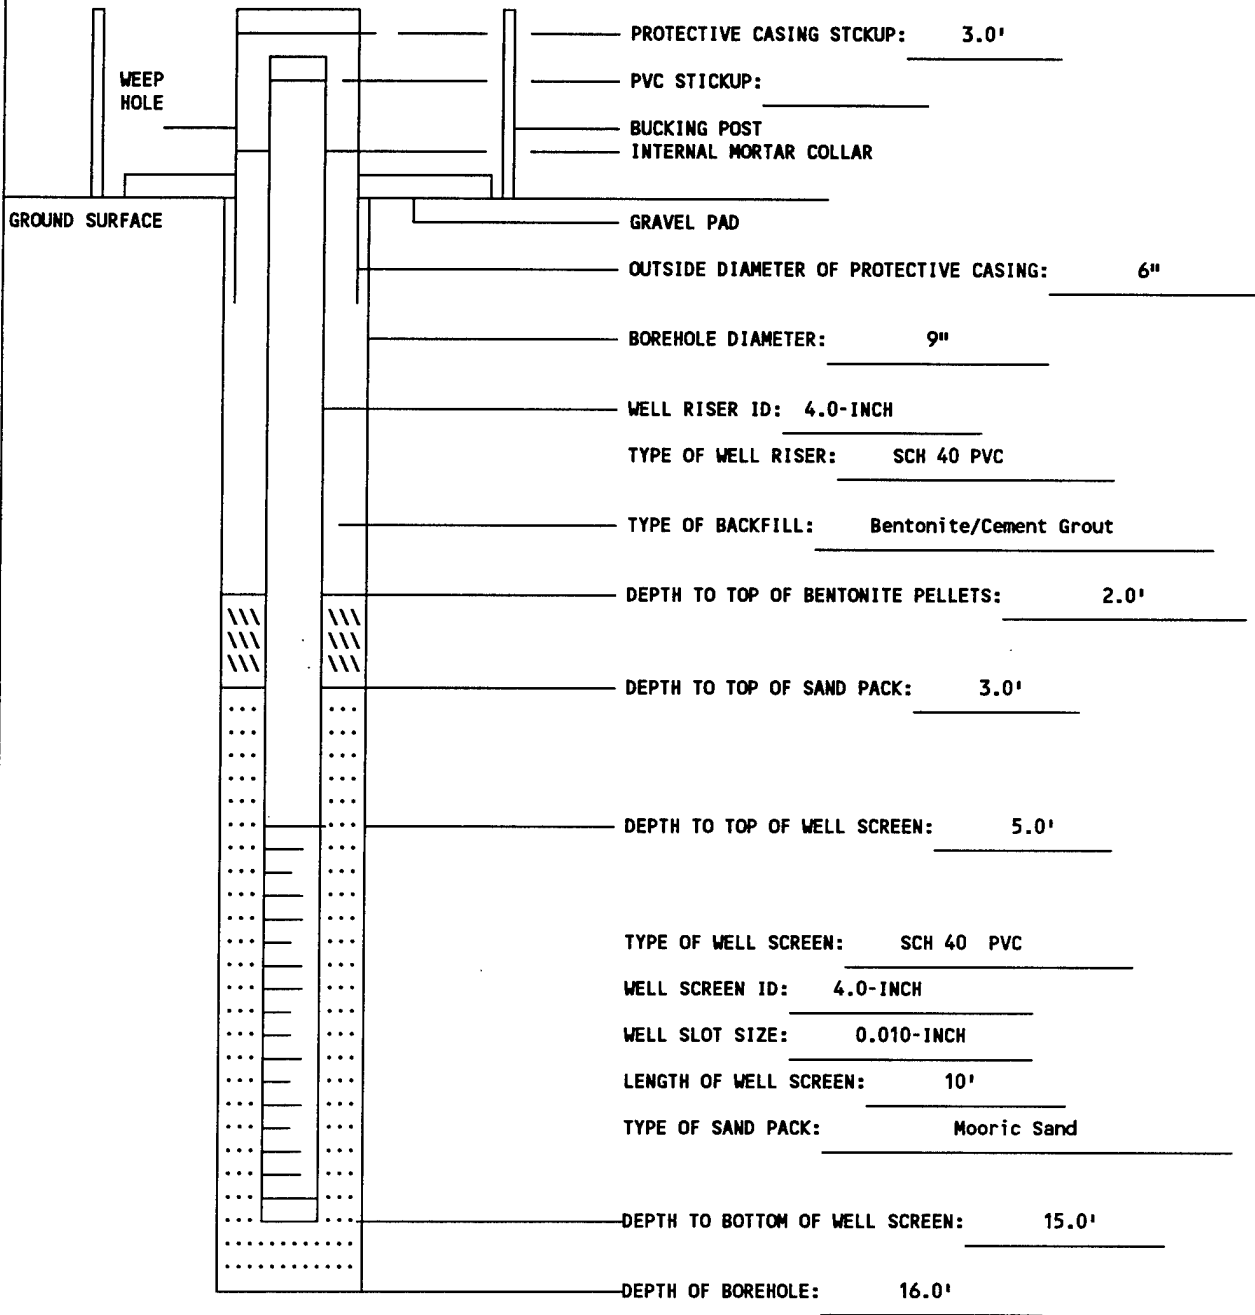 PROTECTIVE CASING STCKUP: 3.0'
WEEP
HOLE
PVC STICKUP:
BUCKING POST
INTERNAL MORTAR COLLAR
GROUND SURFACE
GRAVEL PAD
OUTSIDE DIAMETER OF PROTECTIVE CASING: 6"
BOREHOLE DIAMETER: 9"
WELL RISER ID: 4.0-INCH
TYPE OF WELL RISER: SCH 40 PVC
TYPE OF BACKFILL: Bentonite/Cement Grout
DEPTH TO TOP OF BENTONITE PELLETS: 2.0'
DEPTH TO TOP OF SAND PACK: 3.0'
DEPTH TO TOP OF WELL SCREEN: 5.0'
TYPE OF WELL SCREEN: SCH 40 PVC
WELL SCREEN ID: 4.0-INCH
WELL SLOT SIZE: 0.010-INCH
LENGTH OF WELL SCREEN: 10'
TYPE OF SAND PACK: Mooric Sand
DEPTH TO BOTTOM OF WELL SCREEN: 15.0'
DEPTH OF BOREHOLE: 16.0'